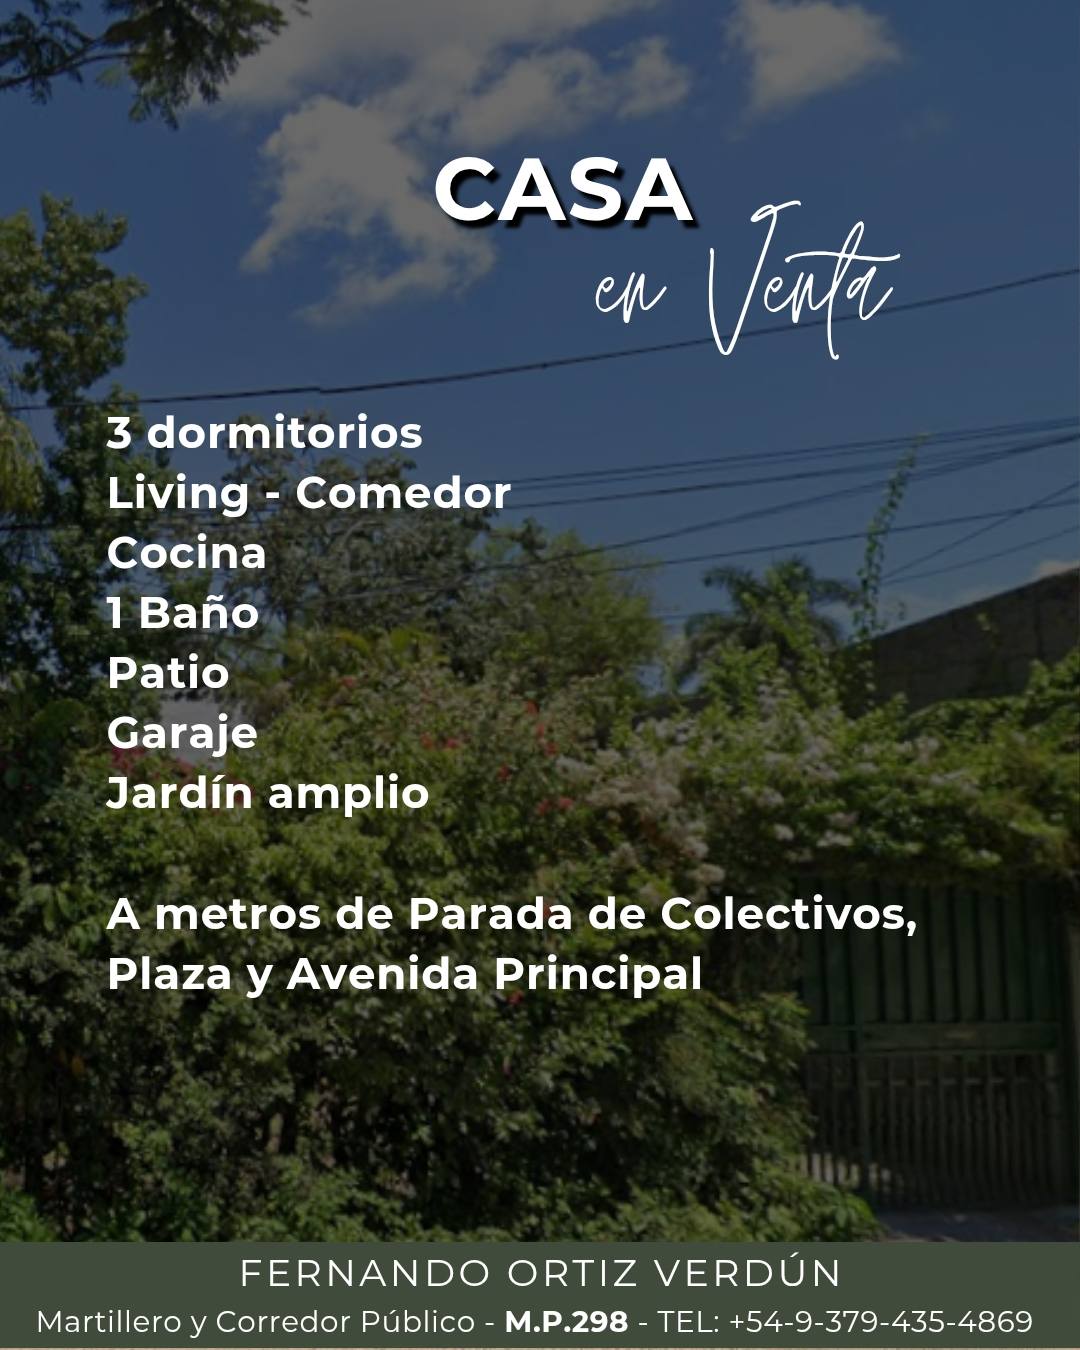 CASA
en Venta
3 dormitorios
Living - Comedor
Cocina
1 Baño
Patio
Garaje
Jardín amplio
A metros de Parada de Colectivos,
Plaza y Avenida Principal
FERNANDO ORTIZ VERDÚN
Martillero y Corredor Público - M.P.298 - TEL: +54-9-379-435-4869